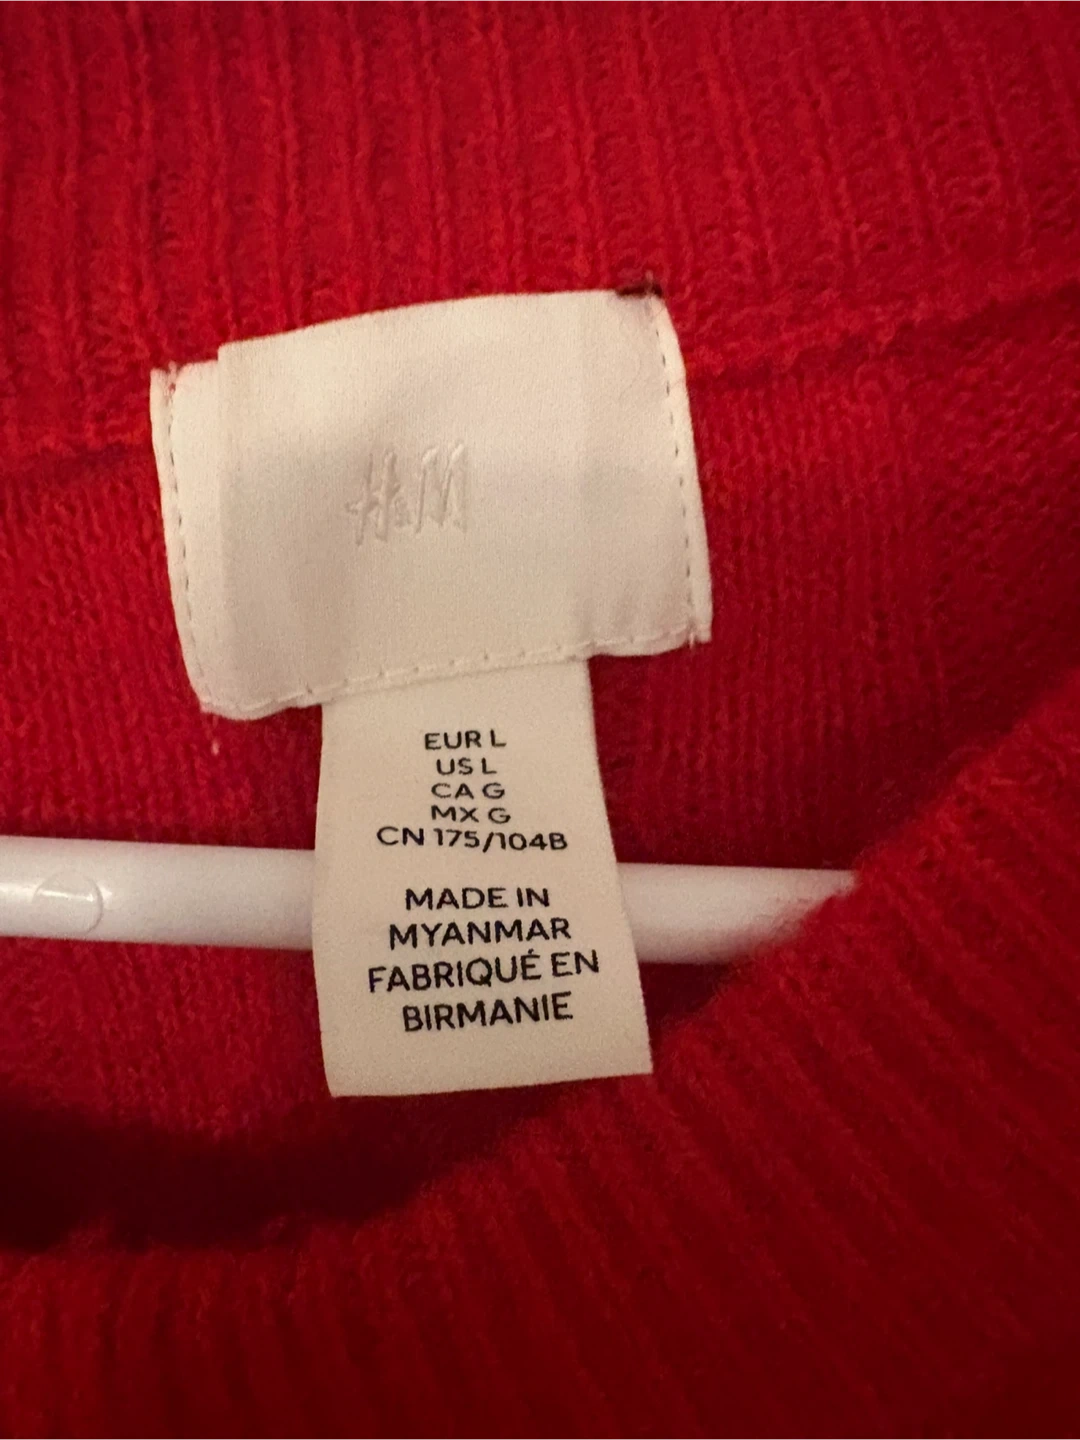 H&M
EUR L
US L
CA G
MX G
CN 175/104B
MADE IN
MYANMAR
FABRIQUÉ EN
BIRMANIE